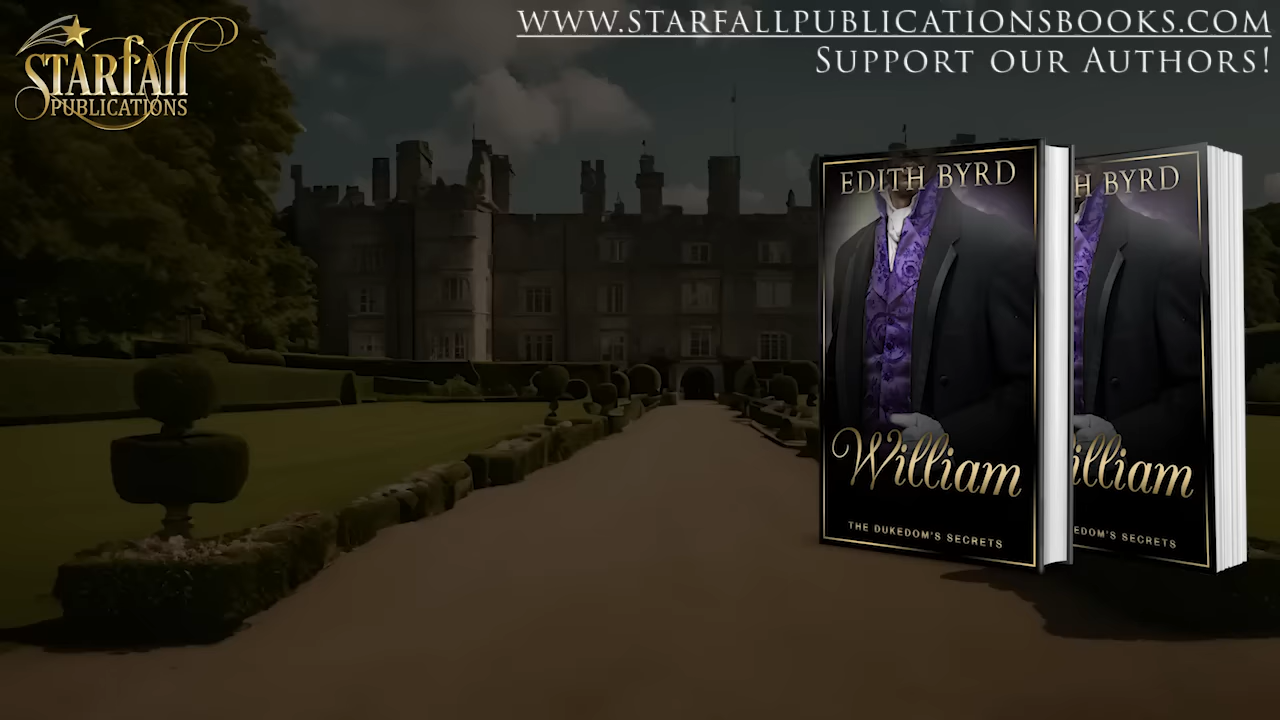 STARfall
PUBLICATIONS
WWW.STARFALLPUBLICATIONSBOOKS.COM
SUPPORT OUR AUTHORS!
EDITH BYRD
William
THE DUKEDOM'S SECRETS
H BYRD
illiam
EDOM'S SECRETS